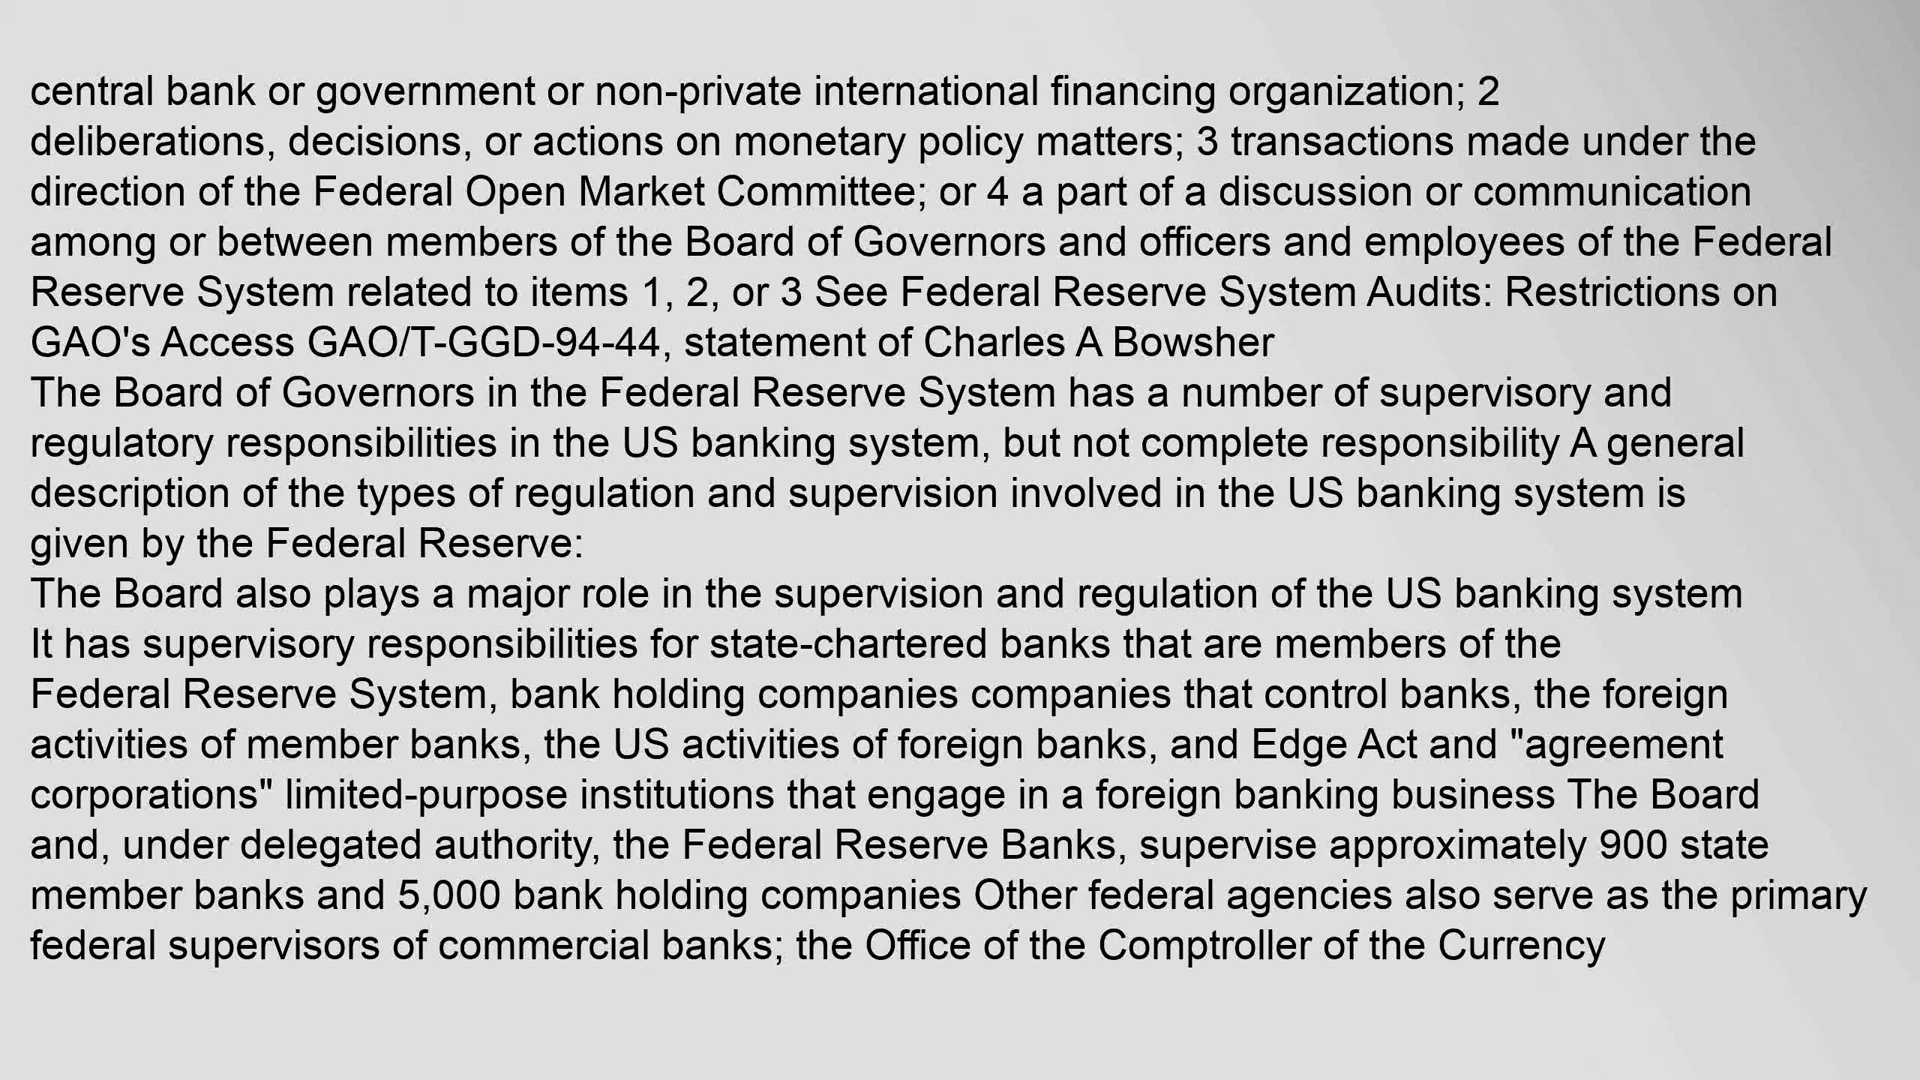 central bank or government or non-private international financing organization; 2
deliberations, decisions, or actions on monetary policy matters; 3 transactions made under the
direction of the Federal Open Market Committee; or 4 a part of a discussion or communication
among or between members of the Board of Governors and officers and employees of the Federal
Reserve System related to items 1, 2, or 3 See Federal Reserve System Audits: Restrictions on
GAO's Access GAO/T-GGD-94-44, statement of Charles A Bowsher
The Board of Governors in the Federal Reserve System has a number of supervisory and
regulatory responsibilities in the US banking system, but not complete responsibility A general
description of the types of regulation and supervision involved in the US banking system is
given by the Federal Reserve:
The Board also plays a major role in the supervision and regulation of the US banking system
It has supervisory responsibilities for state-chartered banks that are members of the
Federal Reserve System, bank holding companies companies that control banks, the foreign
activities of member banks, the US activities of foreign banks, and Edge Act and "agreement
corporations" limited-purpose institutions that engage in a foreign banking business The Board
and, under delegated authority, the Federal Reserve Banks, supervise approximately 900 state
member banks and 5,000 bank holding companies Other federal agencies also serve as the primary
federal supervisors of commercial banks; the Office of the Comptroller of the Currency